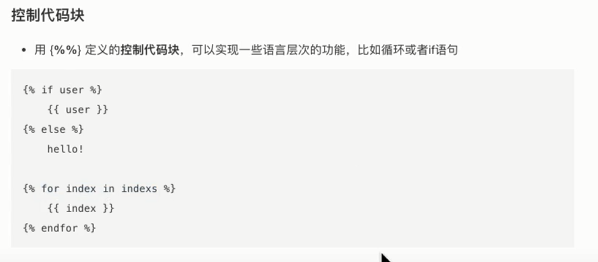 控制代码块
• 用 {%%} 定义的控制代码块，可以实现一些语言层次的功能，比如循环或者if语句
{% if user %}
    {{ user }}
{% else %}
    hello!
{% for index in indexs %}
    {{ index }}
{% endfor %}